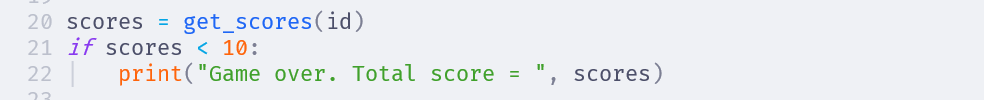 20 scores = get_scores(id)
21 if scores < 10:
22     print("Game over. Total score = ", scores)